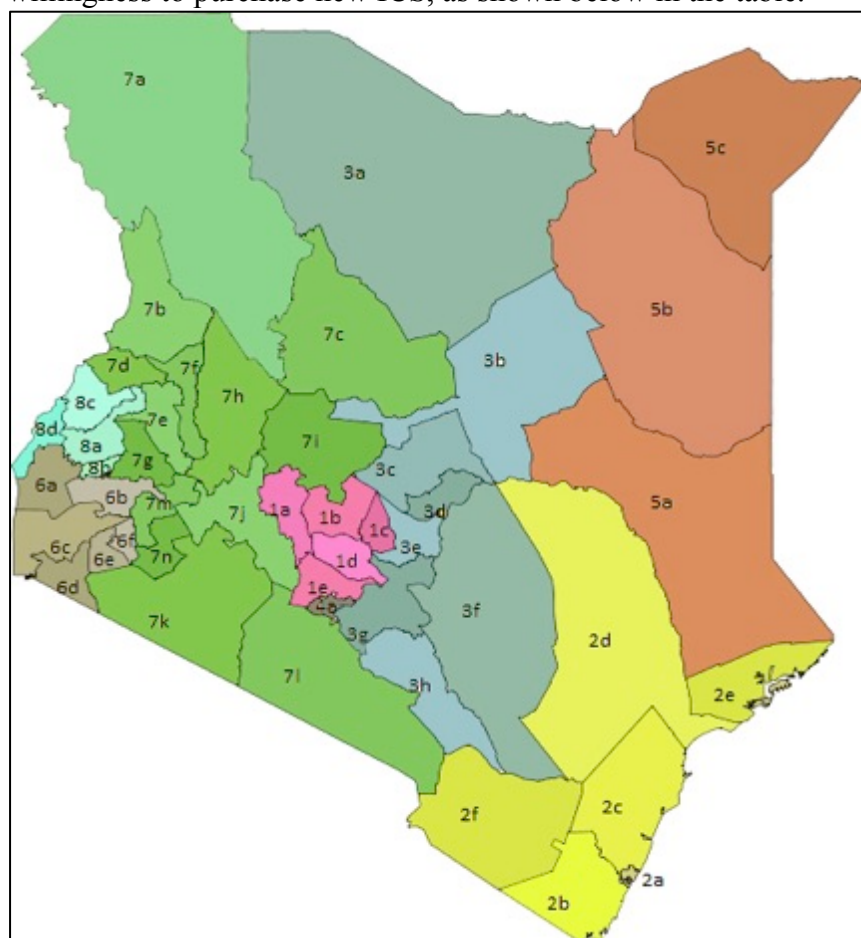 willingness to purchase new ICS, as shown below in the table.
7a
5c
3a
5b
7b
7c
3b
7d
7f
8c
7h
7e
8d
8a
7i
7g
8b
3c
6a
6b
7m
5a
3d
7j
1a
1b
1c
6f
6c
3e
7n
6e
1d
6d
1e
4a
3f
7k
3g
2d
7l
3h
2e
2c
2f
2a
2b